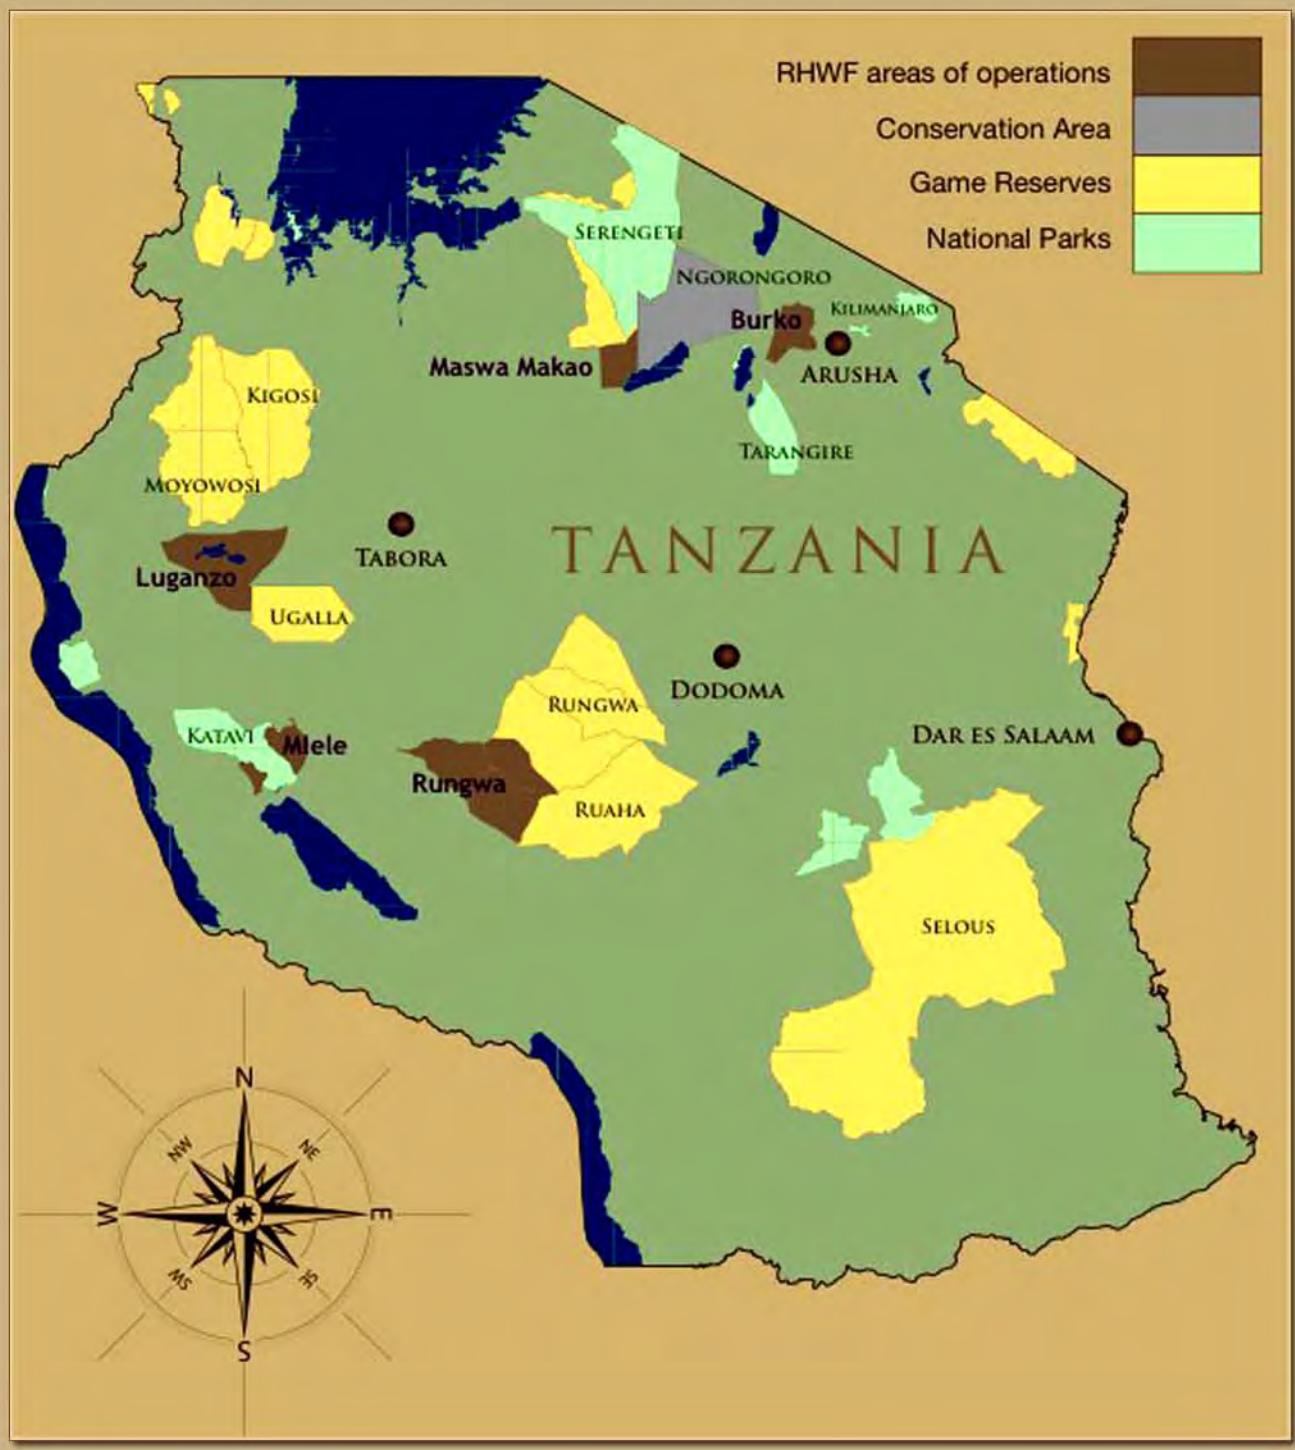 RHWF areas of operations
Conservation Area
Game Reserves
National Parks
SERENGETI
NGORONGORO
KILIMANJARO
Burko
Maswa Makao
ARUSHA
KIGOSI
TARANGIRE
MOYOWOSI
TANZANIA
TABORA
Luganzo
UGALLA
DODOMA
RUNGWA
DAR ES SALAAM
KATAVI
Mlele
Rungwa
RUAHA
SELOUS
N
NW
NE
W
E
SW
SE
S